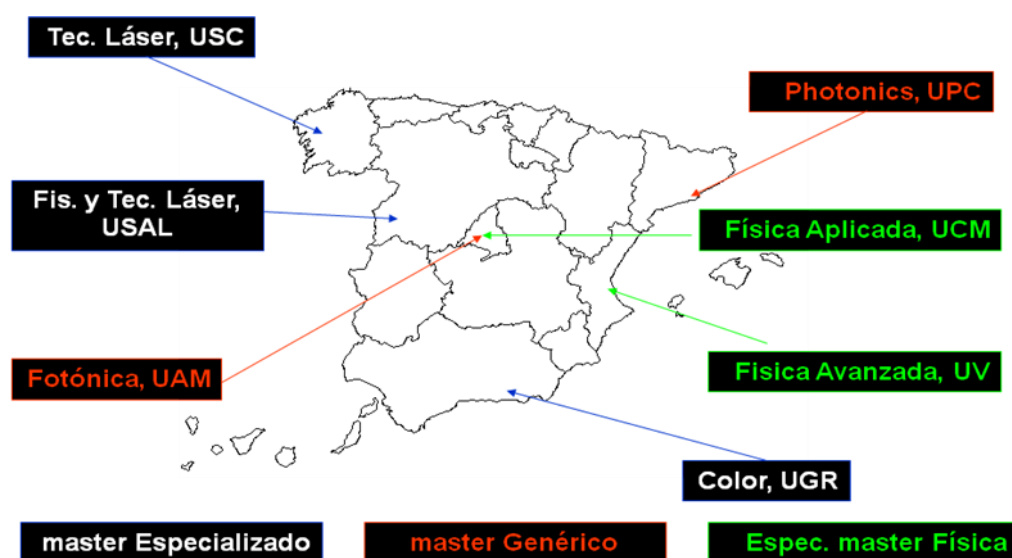 Tec. Láser, USC
Photonics, UPC
Fis. y Tec. Láser,
USAL
Física Aplicada, UCM
Fotónica, UAM
Fisica Avanzada, UV
Color, UGR
master Especializado
master Genérico
Espec. master Física